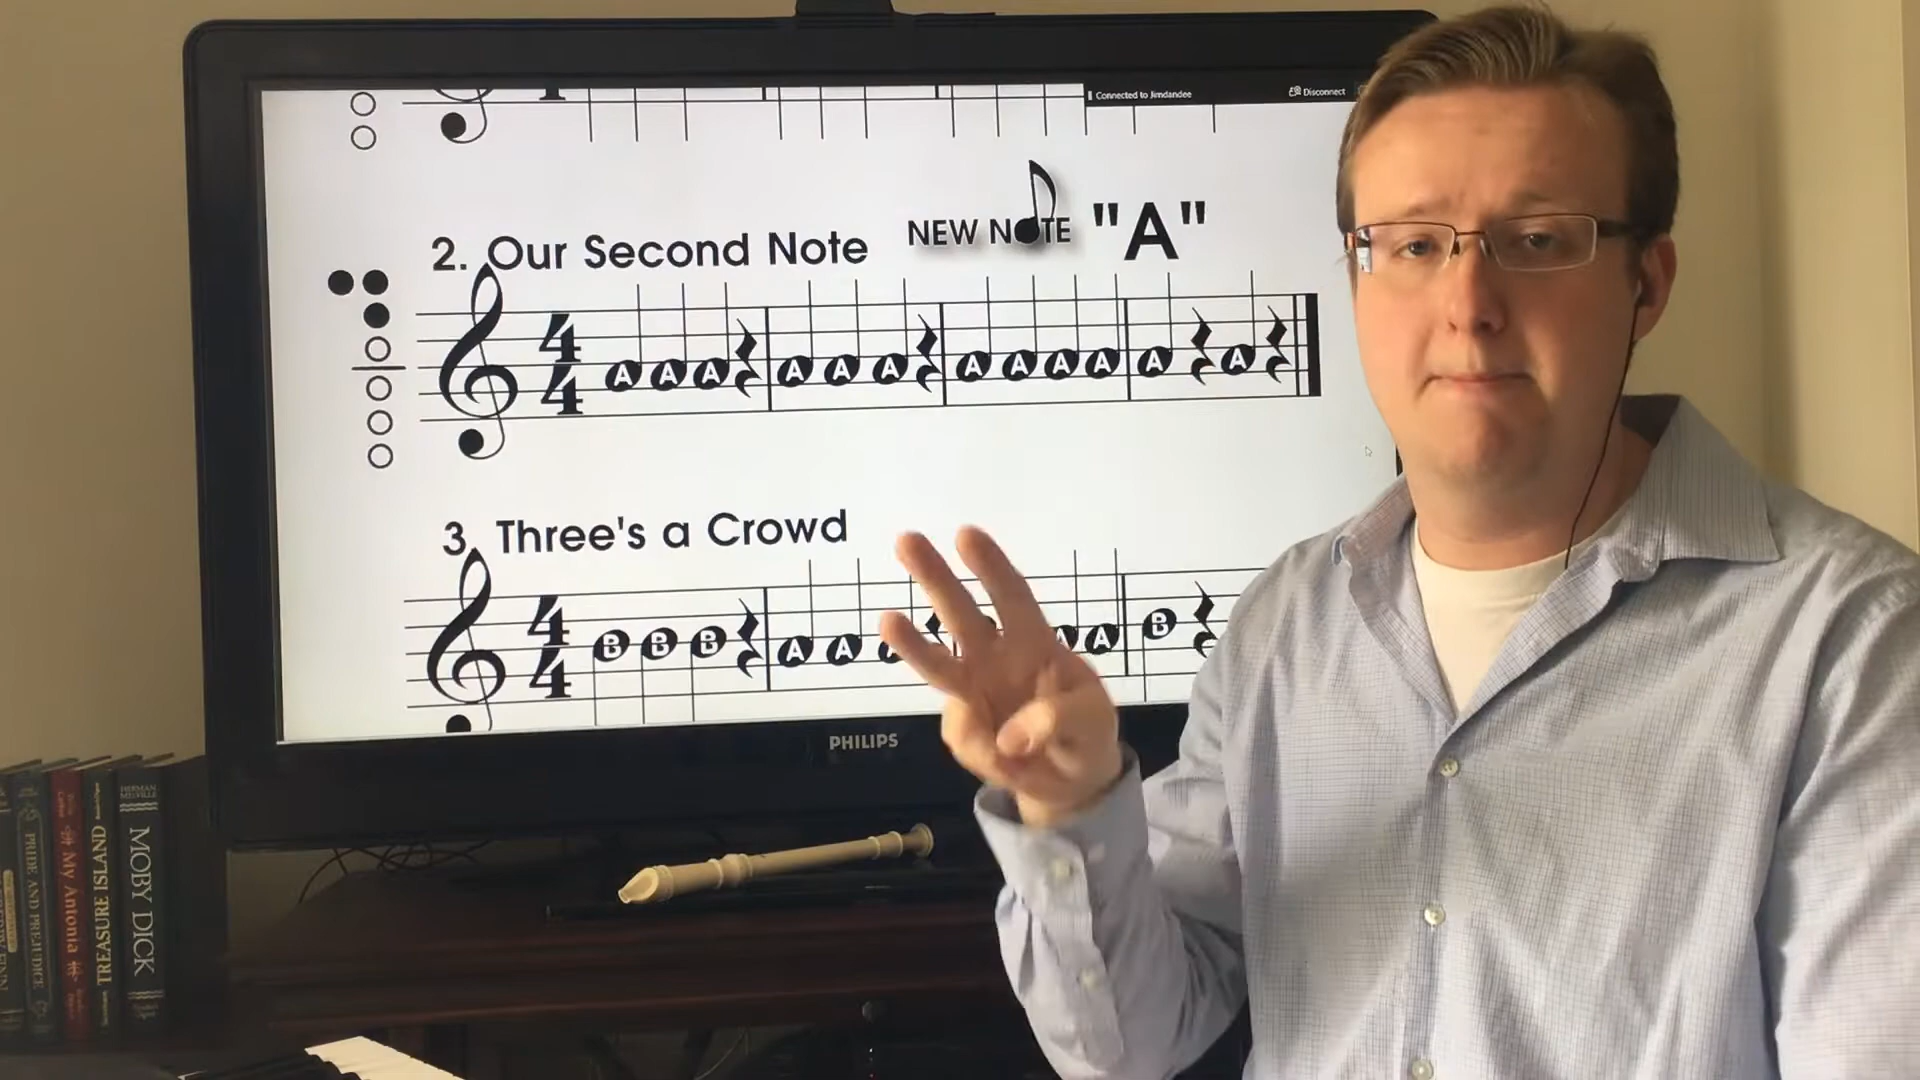 Connected to Jimdandee
Disconnect
2. Our Second Note
NEW NOTE "A"
4
4
A A A A A A A A A A A A
3. Three's a Crowd
4
4
B B B A A A B
PHILIPS
PRIDE AND PREJUDICE
My Antonia
TREASURE ISLAND
HERMAN MELVILLE
MOBY DICK